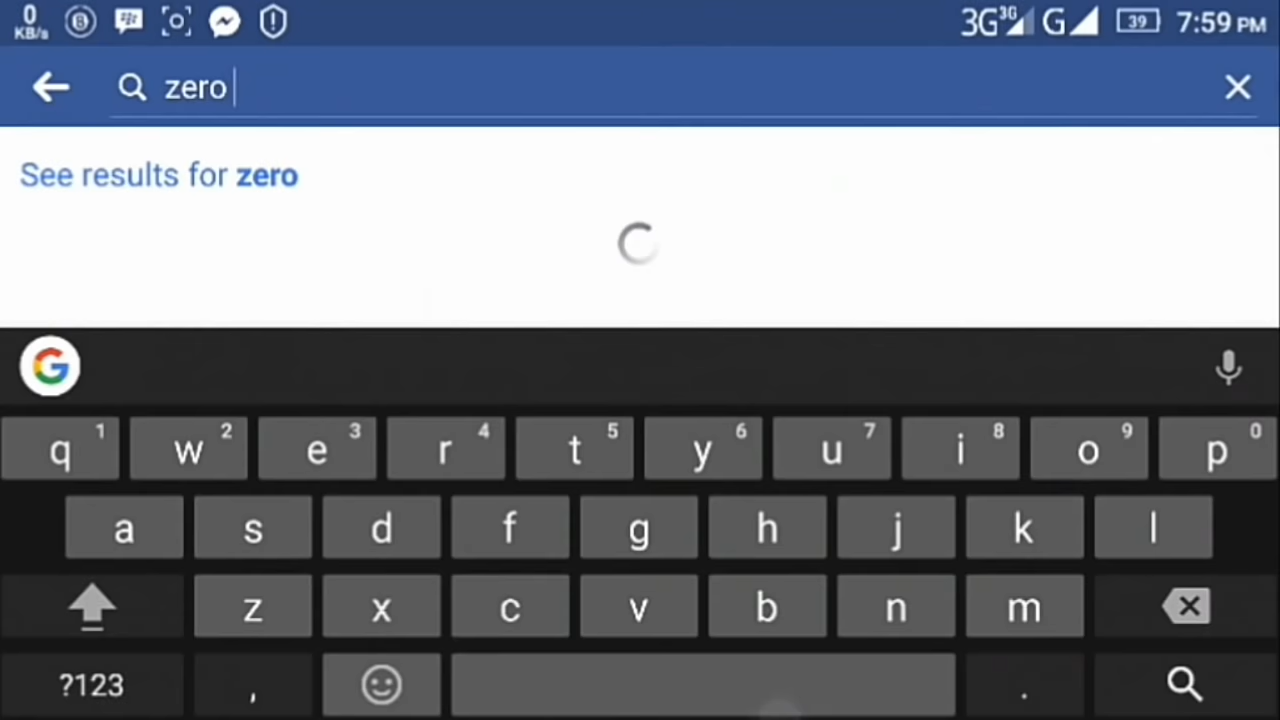 0 KB/s 3G 3G G 39 7:59 PM
zero
See results for zero
G
q 1 w 2 e 3 r 4 t 5 y 6 u 7 i 8 o 9 p 0
a s d f g h j k l
z x c v b n m
?123 , .